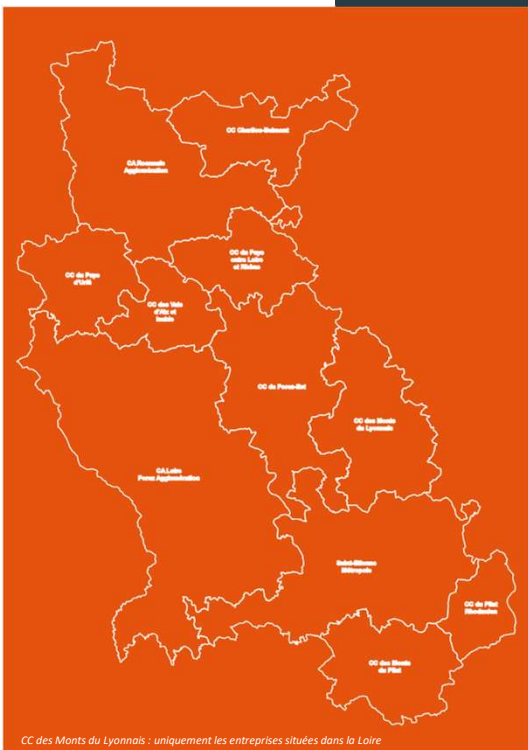 CC Charlieu-Belmont
CA Roannais
Agglomération
CC du Pays
entre Loire
et Rhône
CC du Pays
d'Urfé
CC des Vals
d'Aix et
Isable
CC de Forez-Est
CC des Monts
du Lyonnais
CA Loire
Forez Agglomération
Saint-Etienne
Métropole
CC du Pilat
Rhodanien
CC des Monts
du Pilat
CC des Monts du Lyonnais : uniquement les entreprises situées dans la Loire